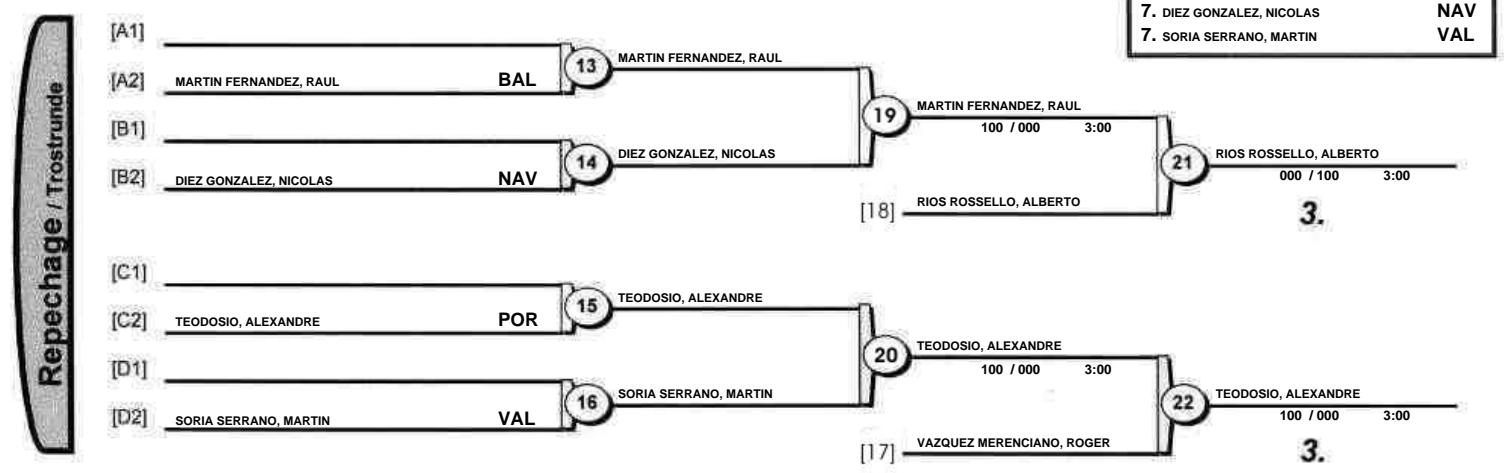 7. DIEZ GONZALEZ, NICOLAS NAV
7. SORIA SERRANO, MARTIN VAL
Repechage / Trostrunde
[A1]
[A2] MARTIN FERNANDEZ, RAUL BAL
13 MARTIN FERNANDEZ, RAUL
[B1]
[B2] DIEZ GONZALEZ, NICOLAS NAV
14 DIEZ GONZALEZ, NICOLAS
19 MARTIN FERNANDEZ, RAUL
100 / 000 3:00
[18] RIOS ROSSELLO, ALBERTO
21 RIOS ROSSELLO, ALBERTO
000 / 100 3:00
3.
[C1]
[C2] TEODOSIO, ALEXANDRE POR
15 TEODOSIO, ALEXANDRE
[D1]
[D2] SORIA SERRANO, MARTIN VAL
16 SORIA SERRANO, MARTIN
20 TEODOSIO, ALEXANDRE
100 / 000 3:00
[17] VAZQUEZ MERENCIANO, ROGER
22 TEODOSIO, ALEXANDRE
100 / 000 3:00
3.